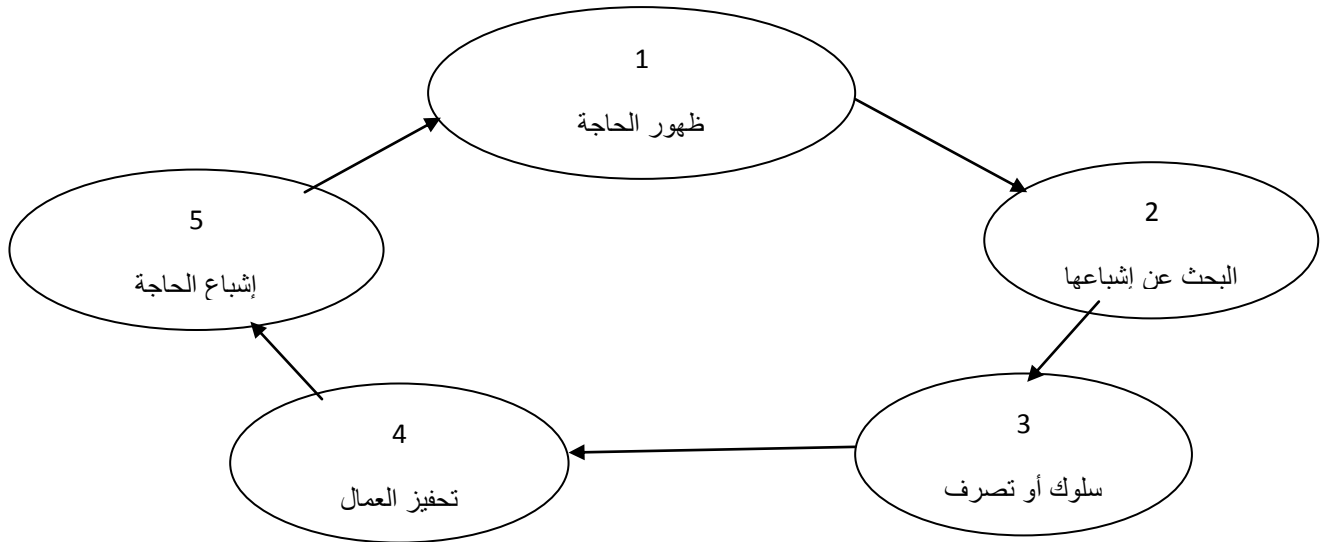 1
ظهور الحاجة
2
البحث عن إشباعها
3
سلوك أو تصرف
4
تحفيز العمال
5
إشباع الحاجة